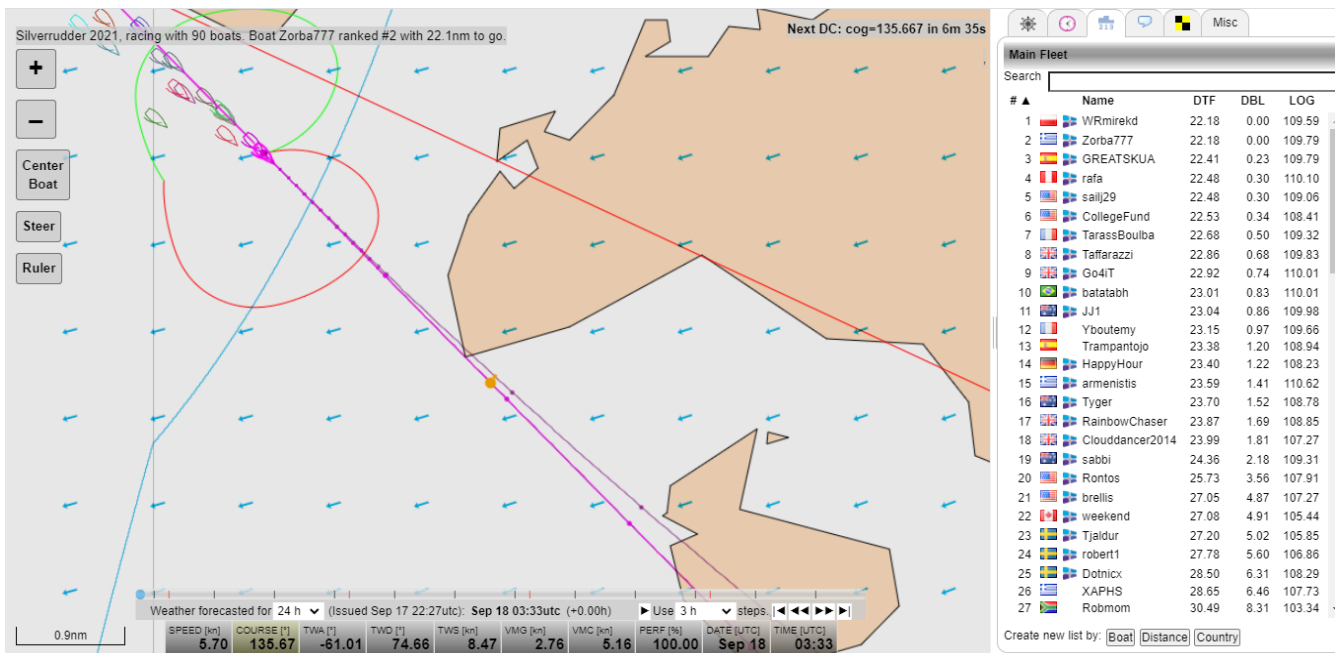 Silverrudder 2021, racing with 90 boats. Boat Zorba777 ranked #2 with 22.1nm to go.
Next DC: cog=135.667 in 6m 35s
+
–
Center
Boat
Steer
Ruler
Weather forecasted for 24 h (Issued Sep 17 22:27utc): Sep 18 03:33utc (+0.00h) Use 3 h steps.
0.9nm
SPEED [kn] COURSE [°] TWA [°] TWD [°] TWS [kn] VMG [kn] VMC [kn] PERF [%] DATE [UTC] TIME [UTC]
5.70 135.67 -61.01 74.66 8.47 2.76 5.16 100.00 Sep 18 03:33
Misc
Main Fleet
Search
# ▲ Name DTF DBL LOG
1 WRmirekd 22.18 0.00 109.59
2 Zorba777 22.18 0.00 109.79
3 GREATSKUA 22.41 0.23 109.79
4 rafa 22.48 0.30 110.10
5 sailj29 22.48 0.30 109.06
6 CollegeFund 22.53 0.34 108.41
7 TarassBoulba 22.68 0.50 109.32
8 Taffarazzi 22.86 0.68 109.83
9 Go4iT 22.92 0.74 110.01
10 batatabh 23.01 0.83 110.01
11 JJ1 23.04 0.86 109.98
12 Yboutemy 23.15 0.97 109.66
13 Trampantojo 23.38 1.20 108.94
14 HappyHour 23.40 1.22 108.23
15 armenistis 23.59 1.41 110.62
16 Tyger 23.70 1.52 108.78
17 RainbowChaser 23.87 1.69 108.85
18 Clouddancer2014 23.99 1.81 107.27
19 sabbi 24.36 2.18 109.31
20 Rontos 25.73 3.56 107.91
21 brellis 27.05 4.87 107.27
22 weekend 27.08 4.91 105.44
23 Tjaldur 27.20 5.02 105.85
24 robert1 27.78 5.60 106.86
25 Dotnicx 28.50 6.31 108.29
26 XAPHS 28.65 6.46 107.73
27 Robmom 30.49 8.31 103.34
Create new list by: Boat Distance Country